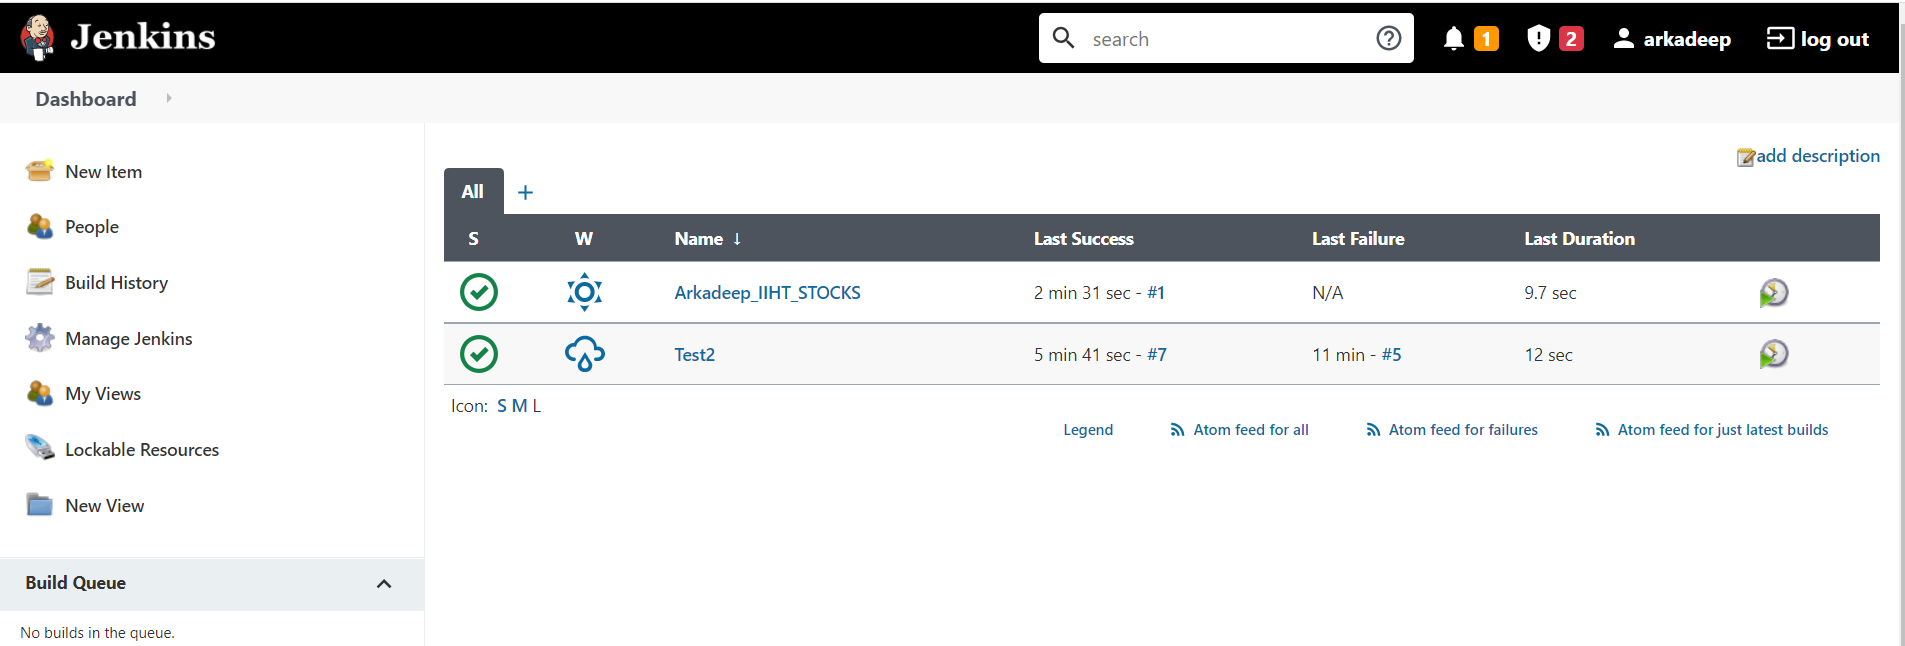 Jenkins
search
1
2
arkadeep
log out
Dashboard
New Item
People
Build History
Manage Jenkins
My Views
Lockable Resources
New View
Build Queue
No builds in the queue.
add description
All +
S W Name ↓ Last Success Last Failure Last Duration
Arkadeep_IIHT_STOCKS 2 min 31 sec - #1 N/A 9.7 sec
Test2 5 min 41 sec - #7 11 min - #5 12 sec
Icon: S M L
Legend Atom feed for all Atom feed for failures Atom feed for just latest builds